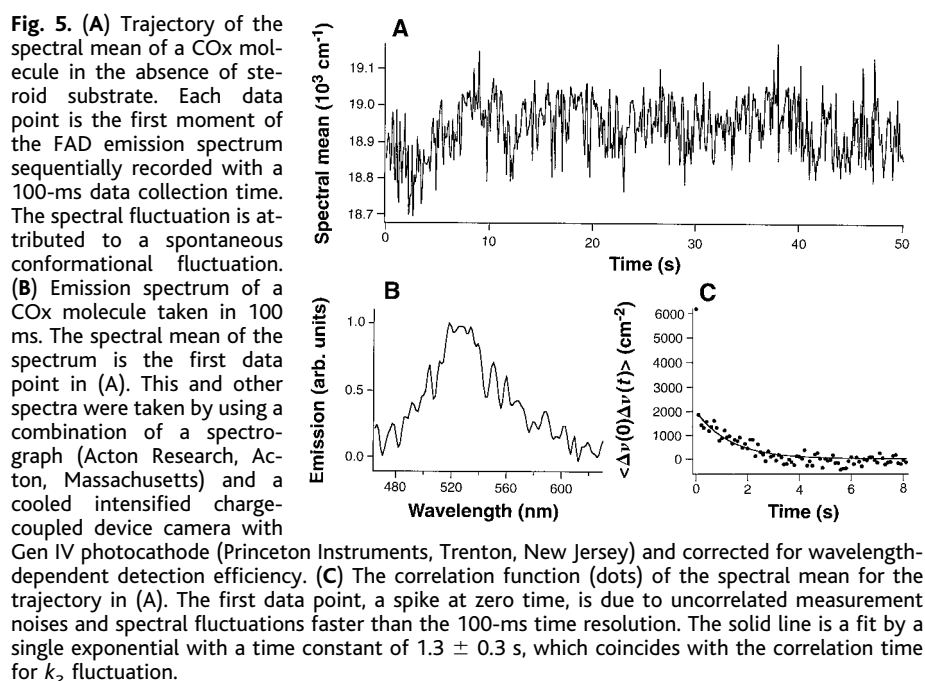 Fig. 5. (A) Trajectory of the
spectral mean of a COx mol-
ecule in the absence of ste-
roid substrate. Each data
point is the first moment of
the FAD emission spectrum
sequentially recorded with a
100-ms data collection time.
The spectral fluctuation is at-
tributed to a spontaneous
conformational fluctuation.
(B) Emission spectrum of a
COx molecule taken in 100
ms. The spectral mean of the
spectrum is the first data
point in (A). This and other
spectra were taken by using a
combination of a spectro-
graph (Acton Research, Ac-
ton, Massachusetts) and a
cooled intensified charge-
coupled device camera with
Gen IV photocathode (Princeton Instruments, Trenton, New Jersey) and corrected for wavelength-
dependent detection efficiency. (C) The correlation function (dots) of the spectral mean for the
trajectory in (A). The first data point, a spike at zero time, is due to uncorrelated measurement
noises and spectral fluctuations faster than the 100-ms time resolution. The solid line is a fit by a
single exponential with a time constant of 1.3 ± 0.3 s, which coincides with the correlation time
for k₂ fluctuation.
A
Spectral mean (10³ cm⁻¹)
19.1
19.0
18.9
18.8
18.7
0 10 20 30 40 50
Time (s)
B
Emission (arb. units)
1.0
0.5
0.0
480 520 560 600
Wavelength (nm)
C
<Δν(0)Δν(t)> (cm⁻²)
6000
5000
4000
3000
2000
1000
0
0 2 4 6 8
Time (s)